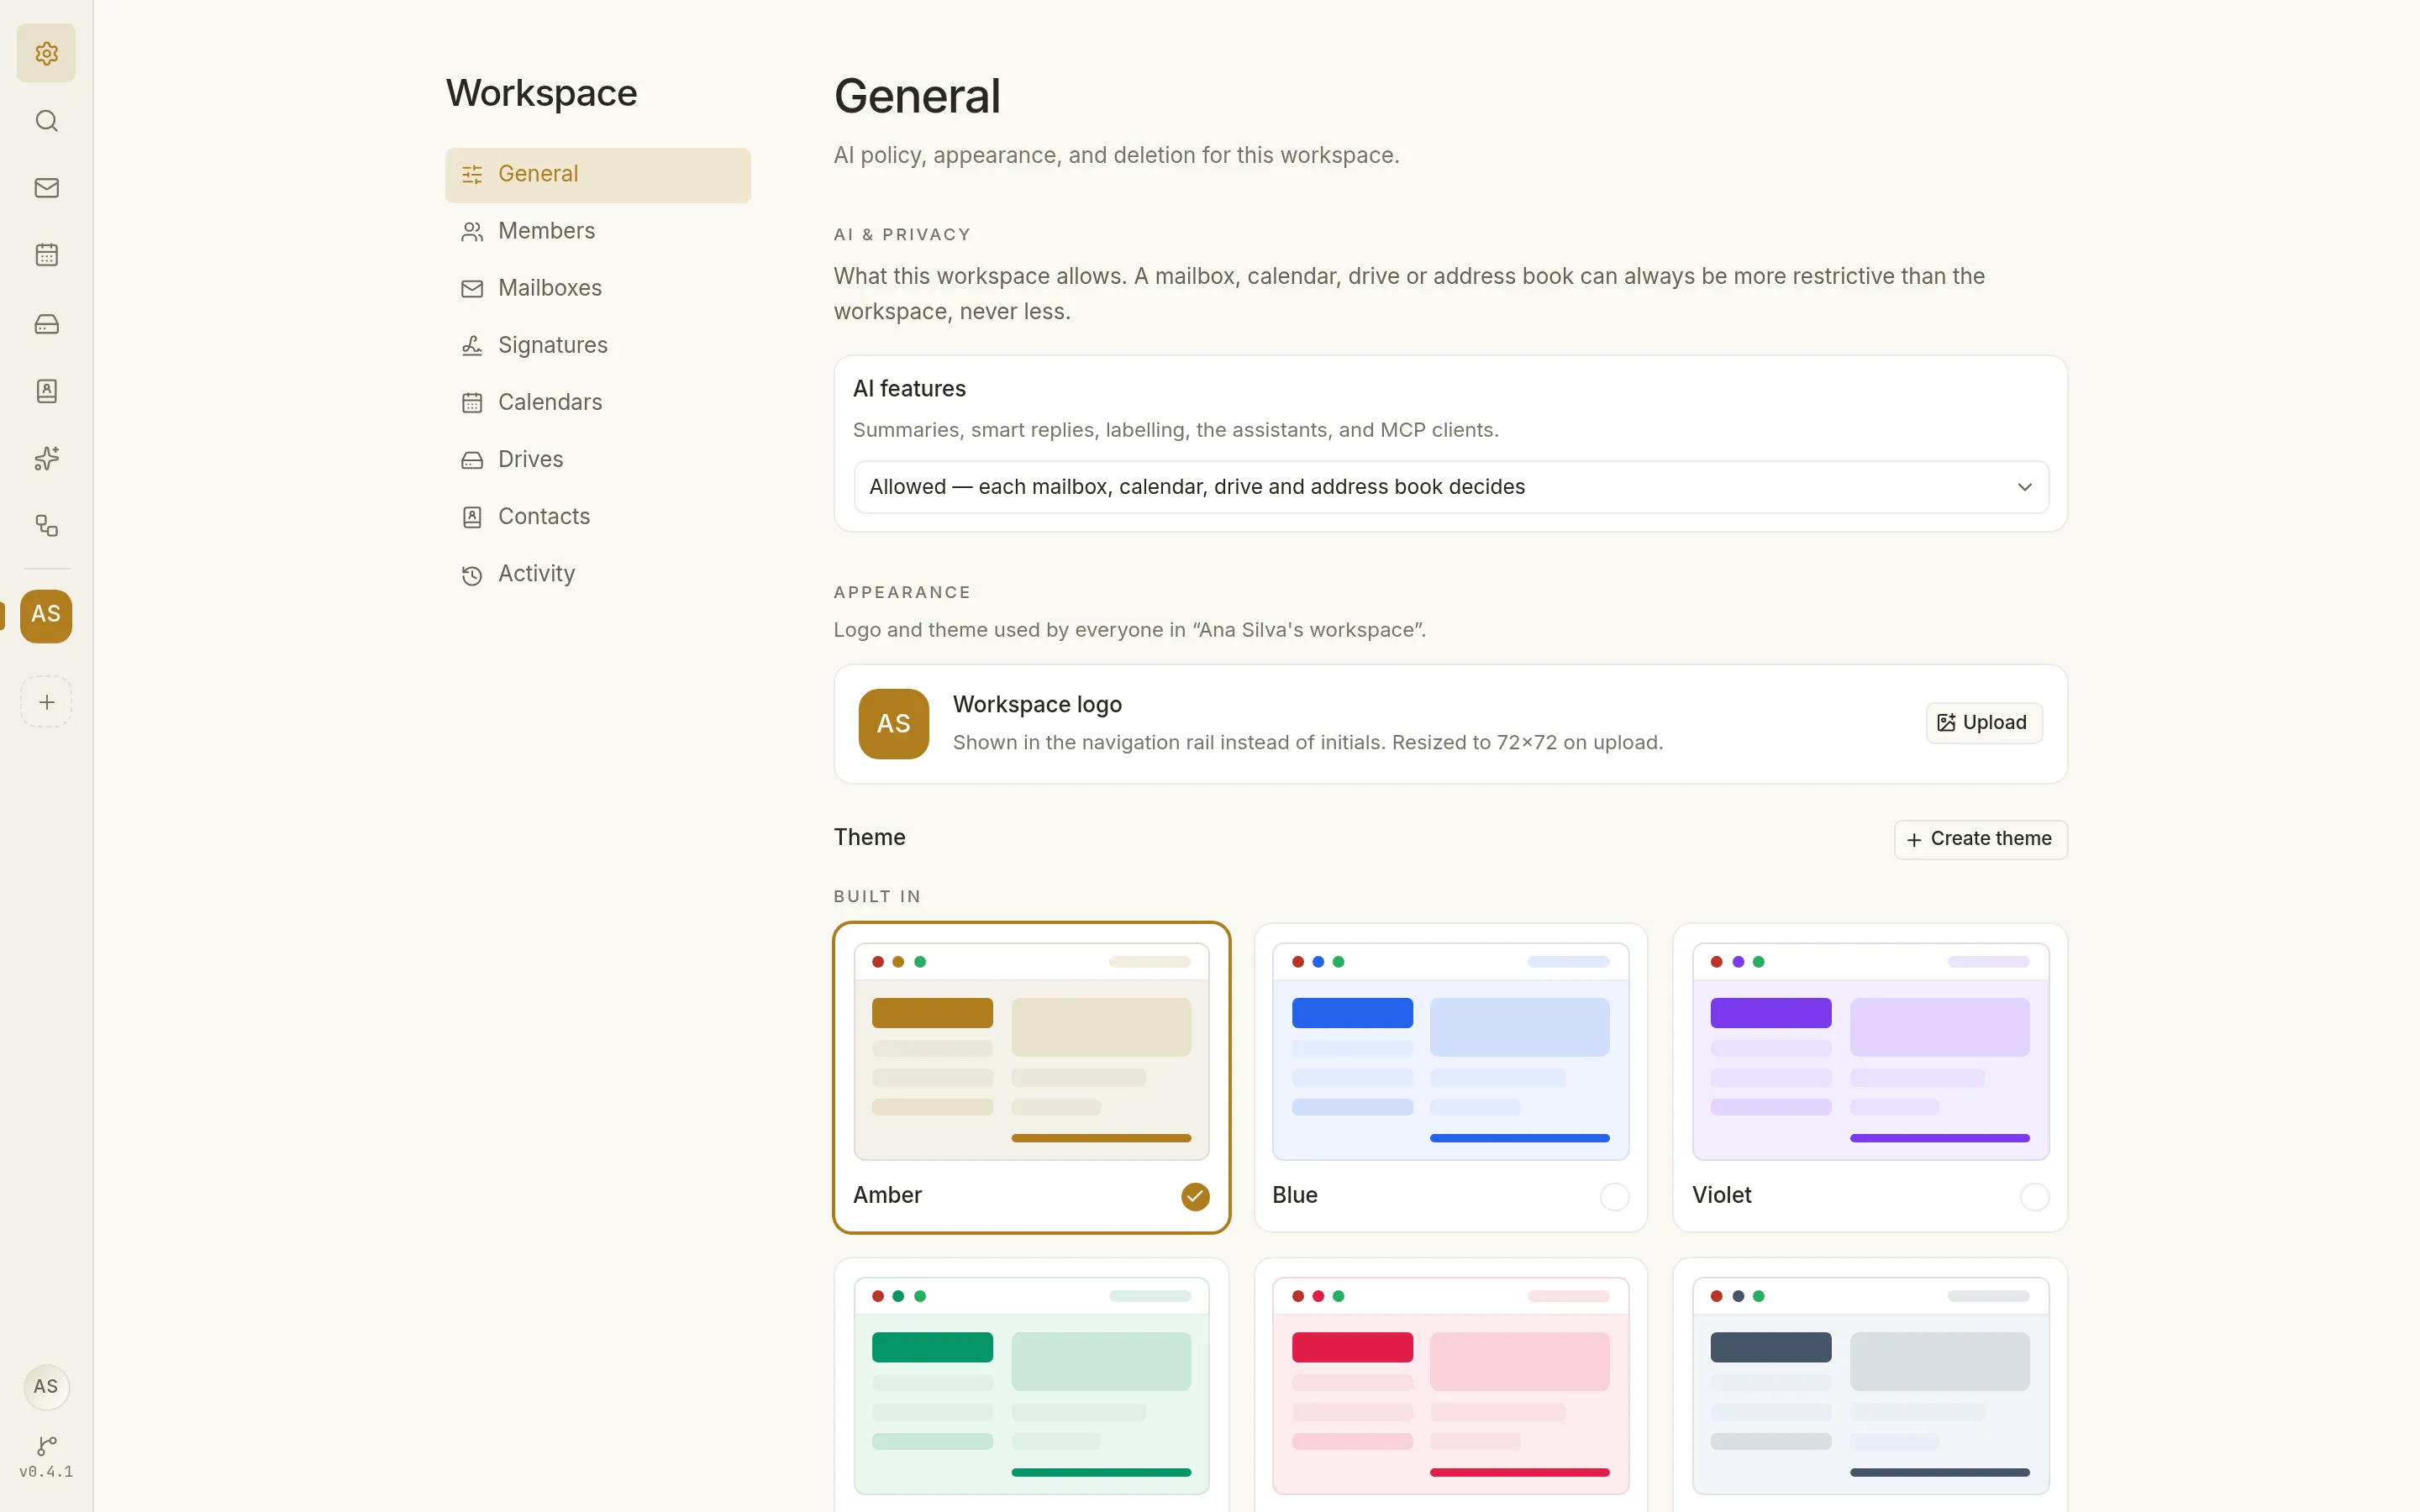 AS
AS
v0.4.1
Workspace
General
Members
Mailboxes
Signatures
Calendars
Drives
Contacts
Activity
General
AI policy, appearance, and deletion for this workspace.
AI & PRIVACY
What this workspace allows. A mailbox, calendar, drive or address book can always be more restrictive than the
workspace, never less.
AI features
Summaries, smart replies, labelling, the assistants, and MCP clients.
Allowed — each mailbox, calendar, drive and address book decides
APPEARANCE
Logo and theme used by everyone in “Ana Silva's workspace”.
AS
Workspace logo
Shown in the navigation rail instead of initials. Resized to 72×72 on upload.
Upload
Theme
Create theme
BUILT IN
Amber
Blue
Violet